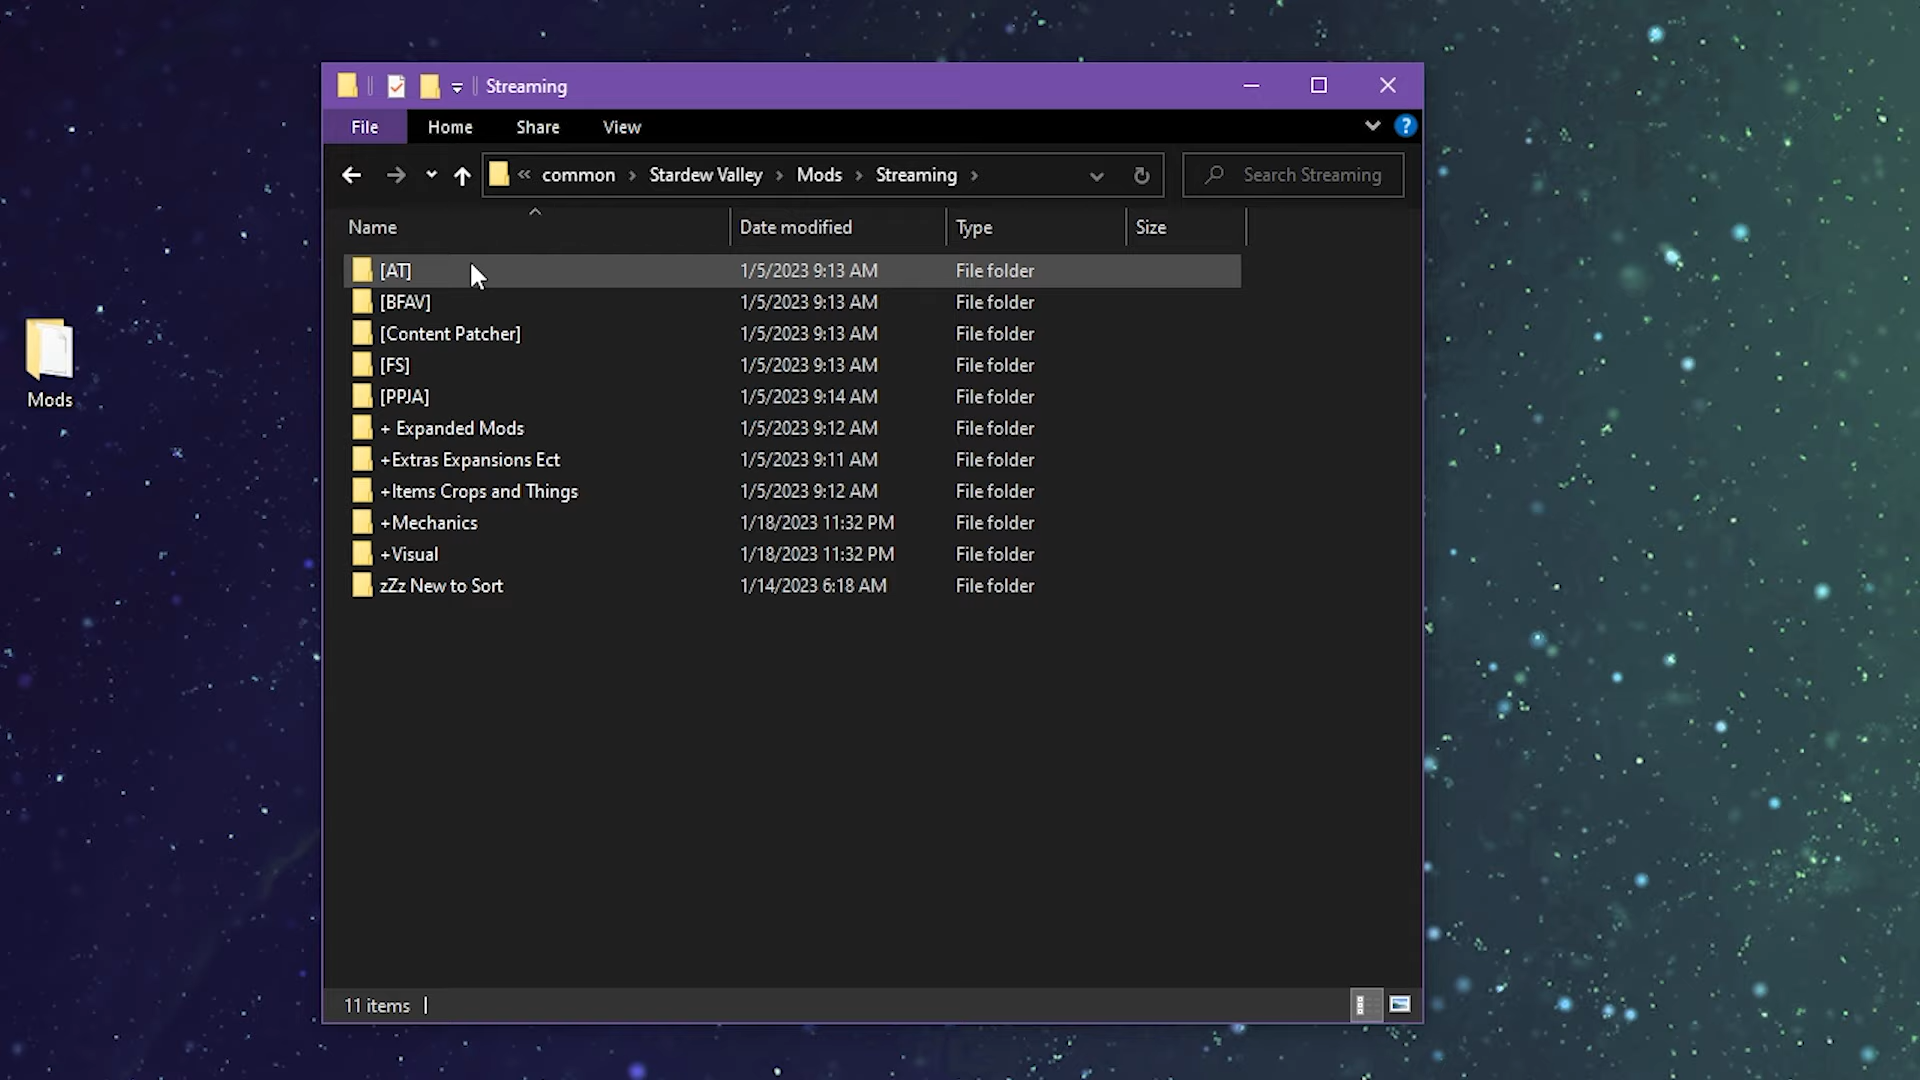 Streaming
File Home Share View
« common › Stardew Valley › Mods › Streaming ›
Search Streaming
Name Date modified Type Size
[AT] 1/5/2023 9:13 AM File folder
[BFAV] 1/5/2023 9:13 AM File folder
[Content Patcher] 1/5/2023 9:13 AM File folder
[FS] 1/5/2023 9:13 AM File folder
[PPJA] 1/5/2023 9:14 AM File folder
+ Expanded Mods 1/5/2023 9:12 AM File folder
+Extras Expansions Ect 1/5/2023 9:11 AM File folder
+Items Crops and Things 1/5/2023 9:12 AM File folder
+Mechanics 1/18/2023 11:32 PM File folder
+Visual 1/18/2023 11:32 PM File folder
zZz New to Sort 1/14/2023 6:18 AM File folder
Mods
11 items